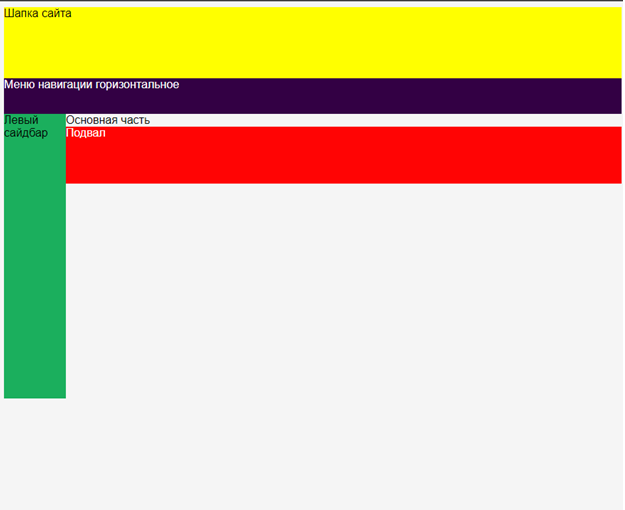 Шапка сайта
Меню навигации горизонтальное
Левый
сайдбар
Основная часть
Подвал